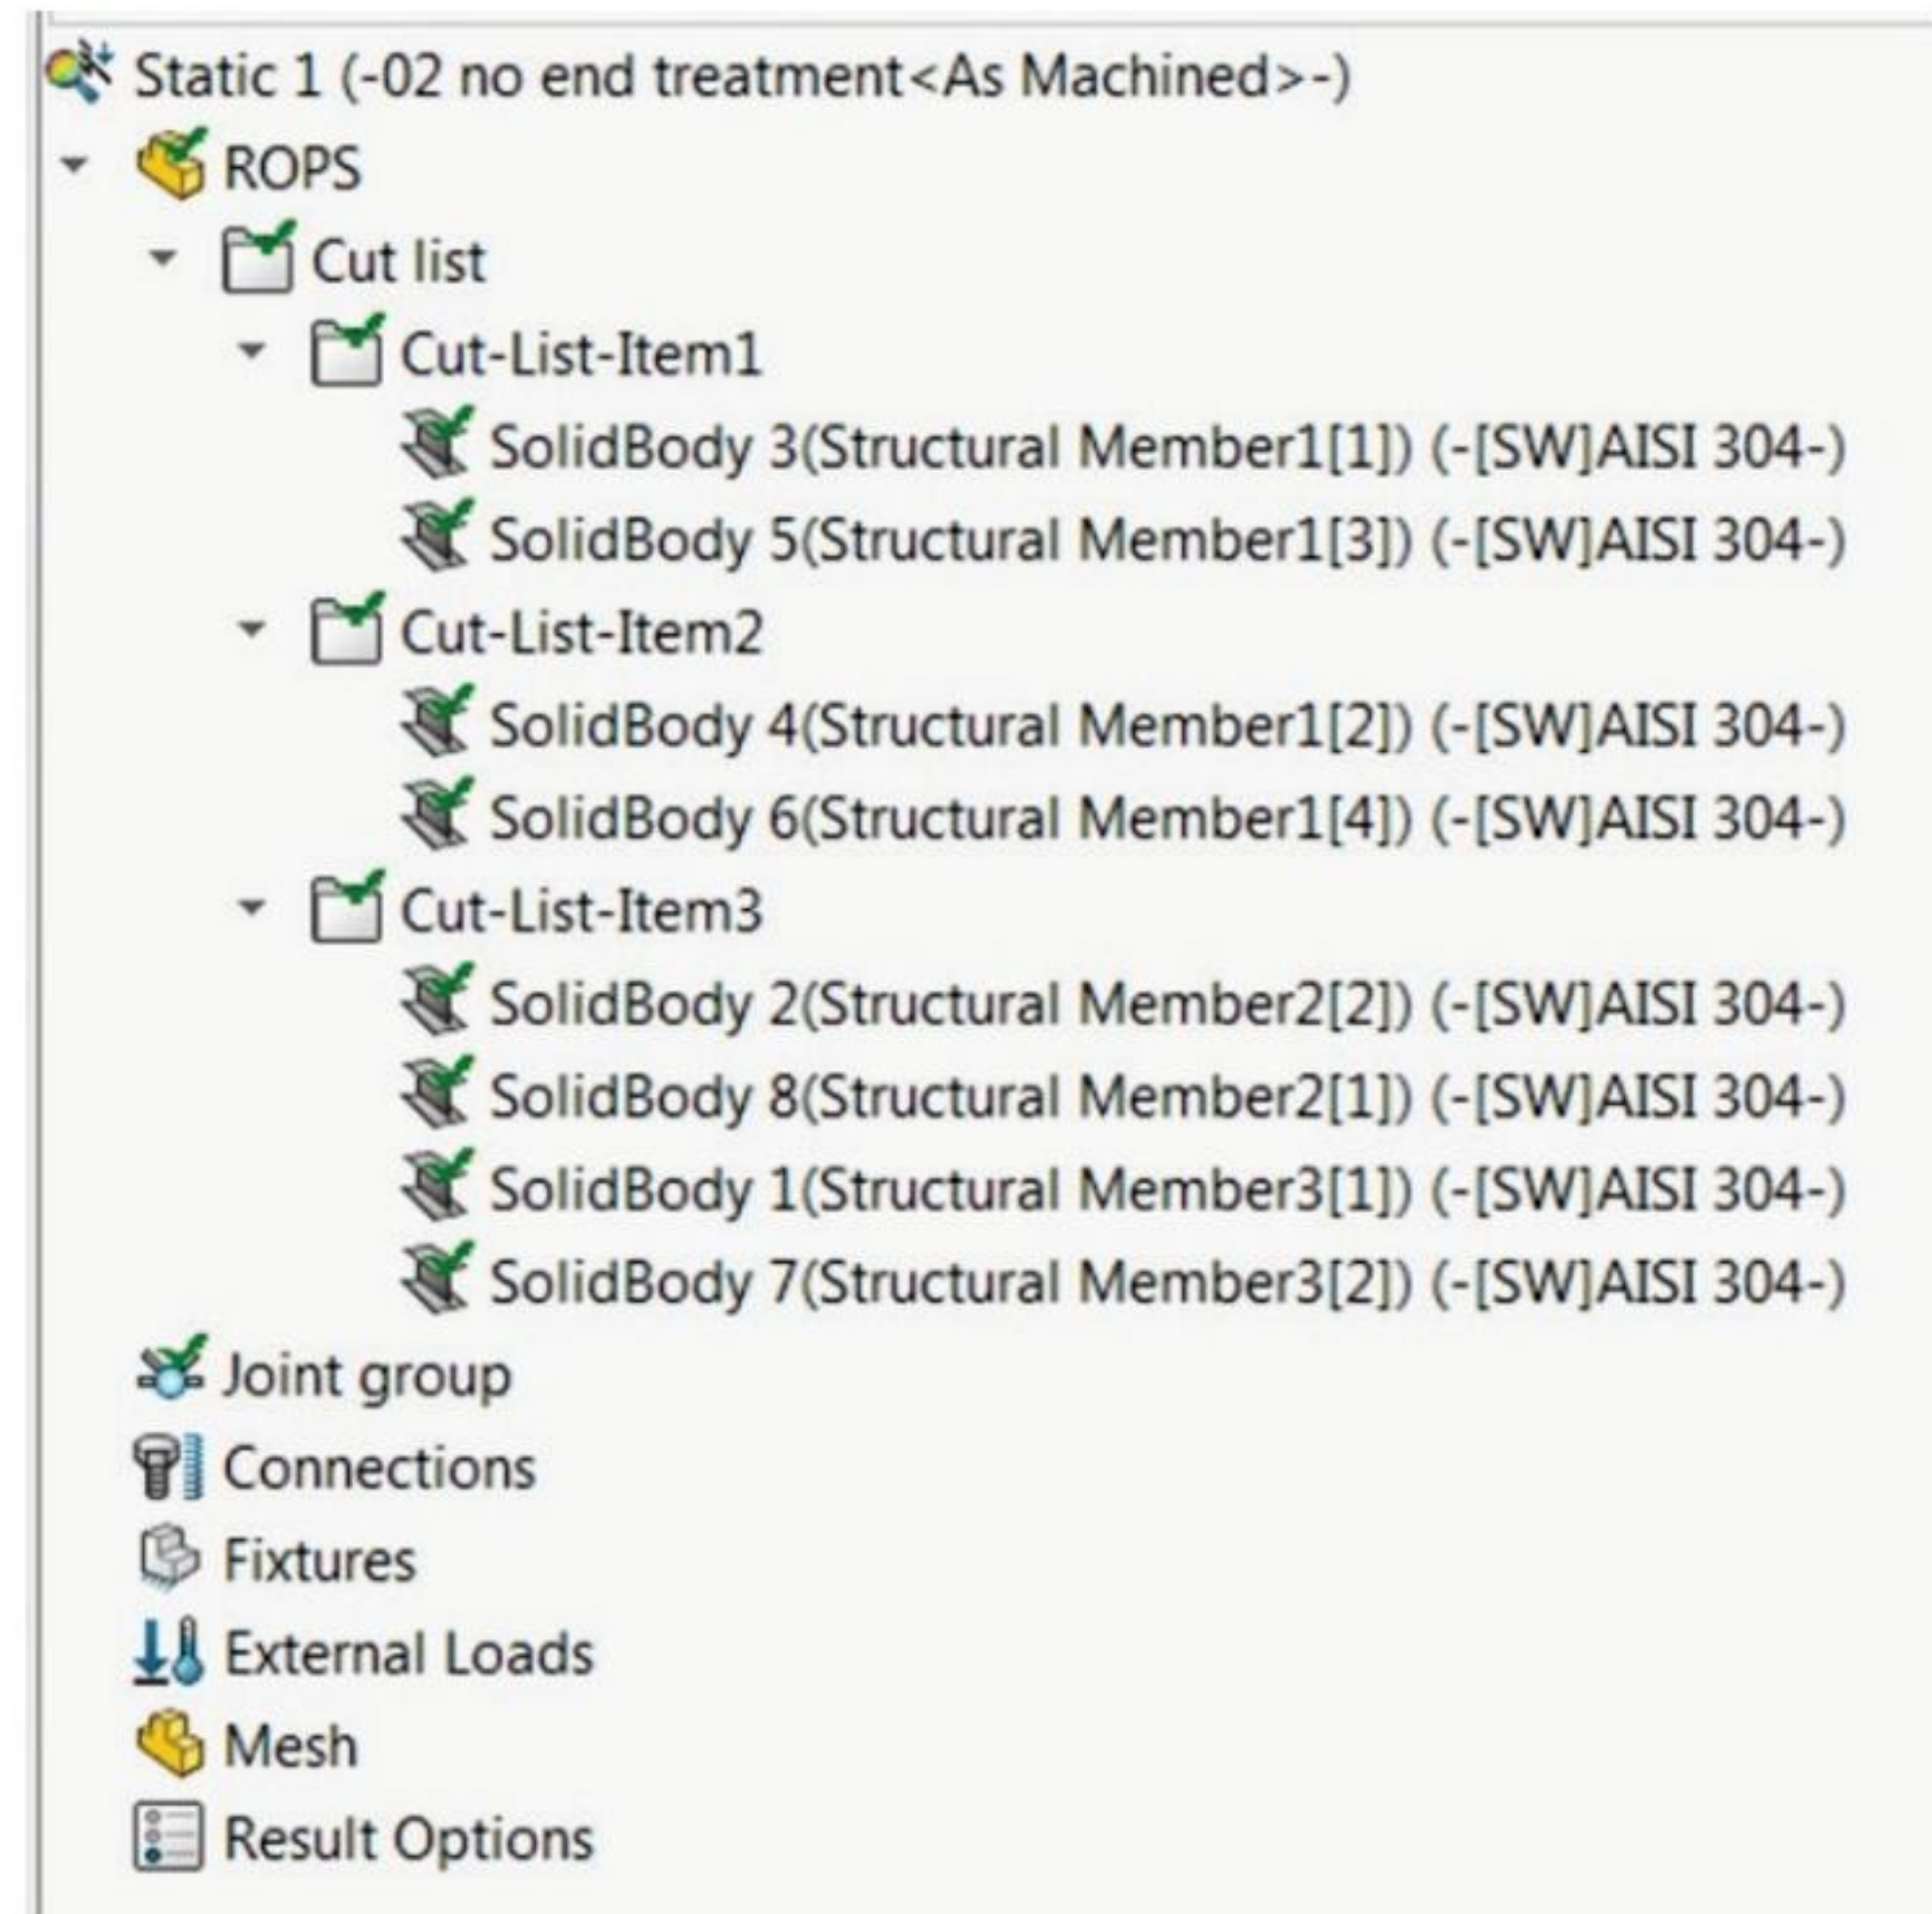 Static 1 (-02 no end treatment<As Machined>-)
ROPS
Cut list
Cut-List-Item1
SolidBody 3(Structural Member1[1]) (-[SW]AISI 304-)
SolidBody 5(Structural Member1[3]) (-[SW]AISI 304-)
Cut-List-Item2
SolidBody 4(Structural Member1[2]) (-[SW]AISI 304-)
SolidBody 6(Structural Member1[4]) (-[SW]AISI 304-)
Cut-List-Item3
SolidBody 2(Structural Member2[2]) (-[SW]AISI 304-)
SolidBody 8(Structural Member2[1]) (-[SW]AISI 304-)
SolidBody 1(Structural Member3[1]) (-[SW]AISI 304-)
SolidBody 7(Structural Member3[2]) (-[SW]AISI 304-)
Joint group
Connections
Fixtures
External Loads
Mesh
Result Options